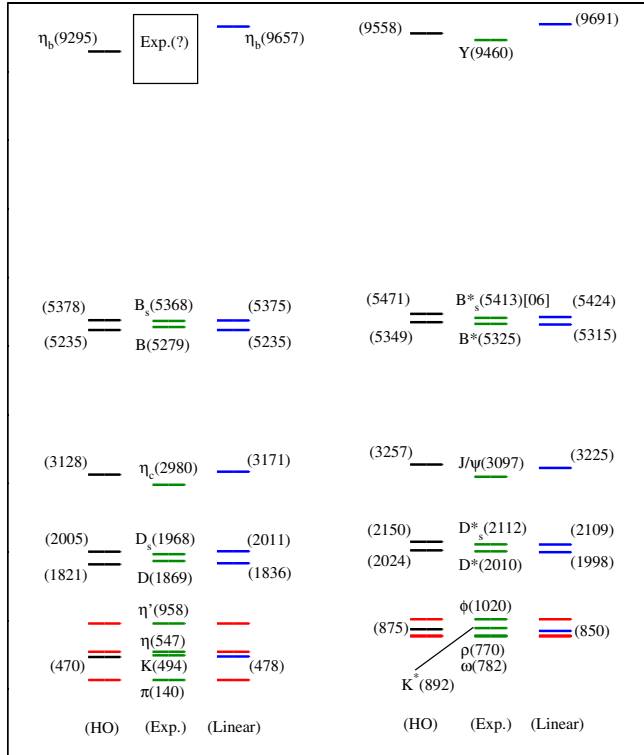 η_b(9295)
Exp.(?)
η_b(9657)
(9558)
Υ(9460)
(9691)
(5378)
B_s(5368)
(5375)
(5235)
B(5279)
(5235)
(5471)
B*_s(5413)[06]
(5424)
(5349)
B*(5325)
(5315)
(3128)
η_c(2980)
(3171)
(3257)
J/ψ(3097)
(3225)
(2005)
D_s(1968)
(2011)
(1821)
D(1869)
(1836)
(2150)
D*_s(2112)
(2109)
(2024)
D*(2010)
(1998)
η’(958)
η(547)
(470)
K(494)
(478)
π(140)
φ(1020)
(875)
(850)
ρ(770)
ω(782)
K*(892)
(HO)
(Exp.)
(Linear)
(HO)
(Exp.)
(Linear)